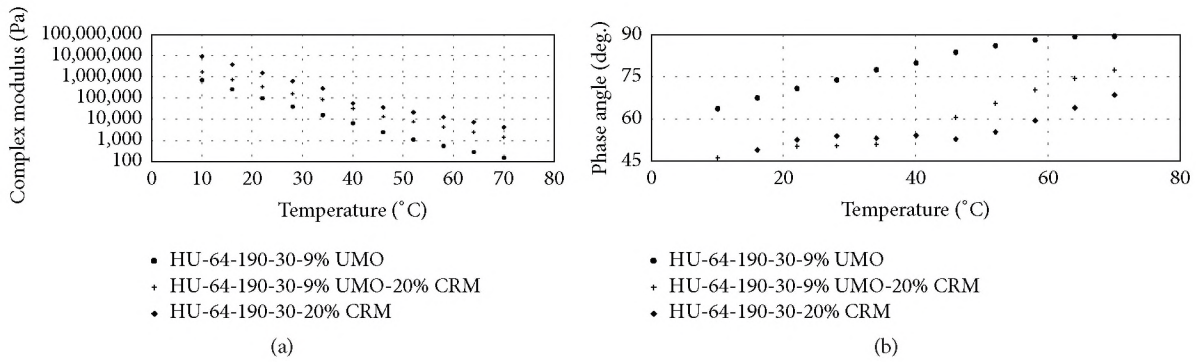 Complex modulus (Pa)
100,000,000
10,000,000
1,000,000
100,000
10,000
1,000
100
0 10 20 30 40 50 60 70 80
Temperature (°C)
HU-64-190-30-9% UMO
HU-64-190-30-9% UMO-20% CRM
HU-64-190-30-20% CRM
(a)
Phase angle (deg.)
90
75
60
45
0 20 40 60 80
Temperature (°C)
HU-64-190-30-9% UMO
HU-64-190-30-9% UMO-20% CRM
HU-64-190-30-20% CRM
(b)